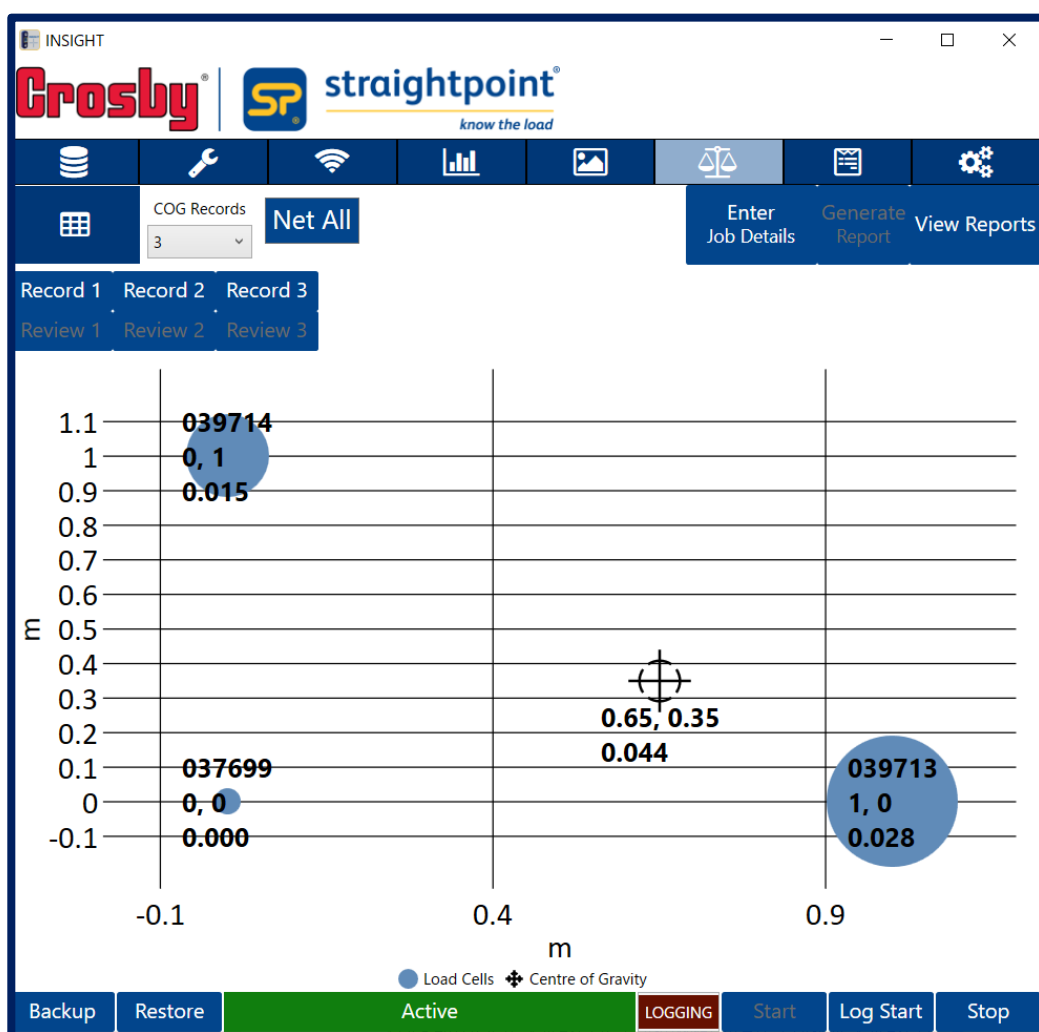 INSIGHT
Crosby® SP® straightpoint®
know the load
COG Records
3
Net All
Enter
Job Details
Generate
Report
View Reports
Record 1 Record 2 Record 3
Review 1 Review 2 Review 3
1.1
1
0.9
0.8
0.7
0.6
0.5
0.4
0.3
0.2
0.1
0
-0.1
m
039714
0, 1
0.015
0.65, 0.35
0.044
037699
0, 0
0.000
039713
1, 0
0.028
-0.1 0.4 0.9
m
Load Cells Centre of Gravity
Backup Restore Active LOGGING Start Log Start Stop